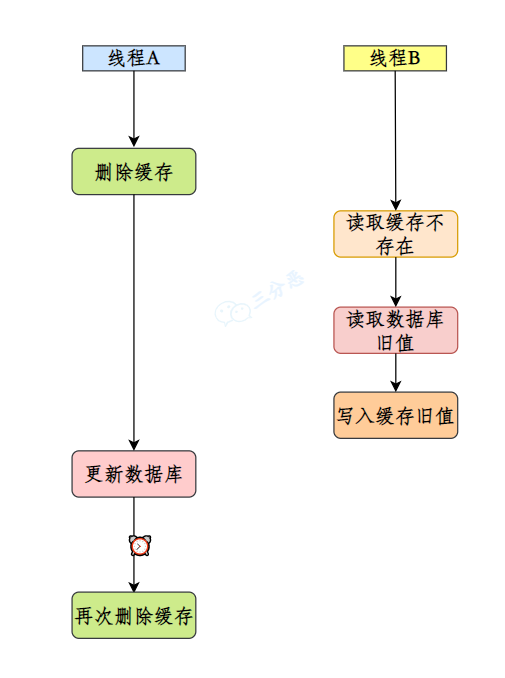 线程A
线程B
删除缓存
读取缓存不
存在
三分恶
读取数据库
旧值
写入缓存旧值
更新数据库
再次删除缓存